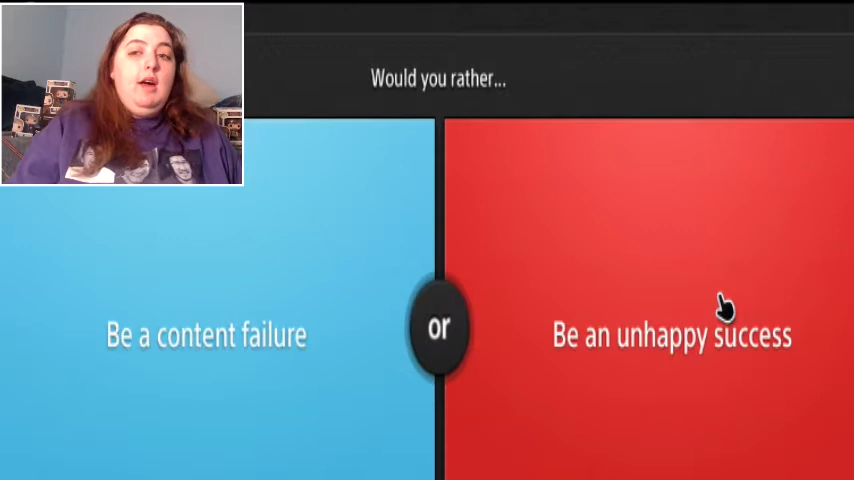 Would you rather...
Be a content failure
or
Be an unhappy success